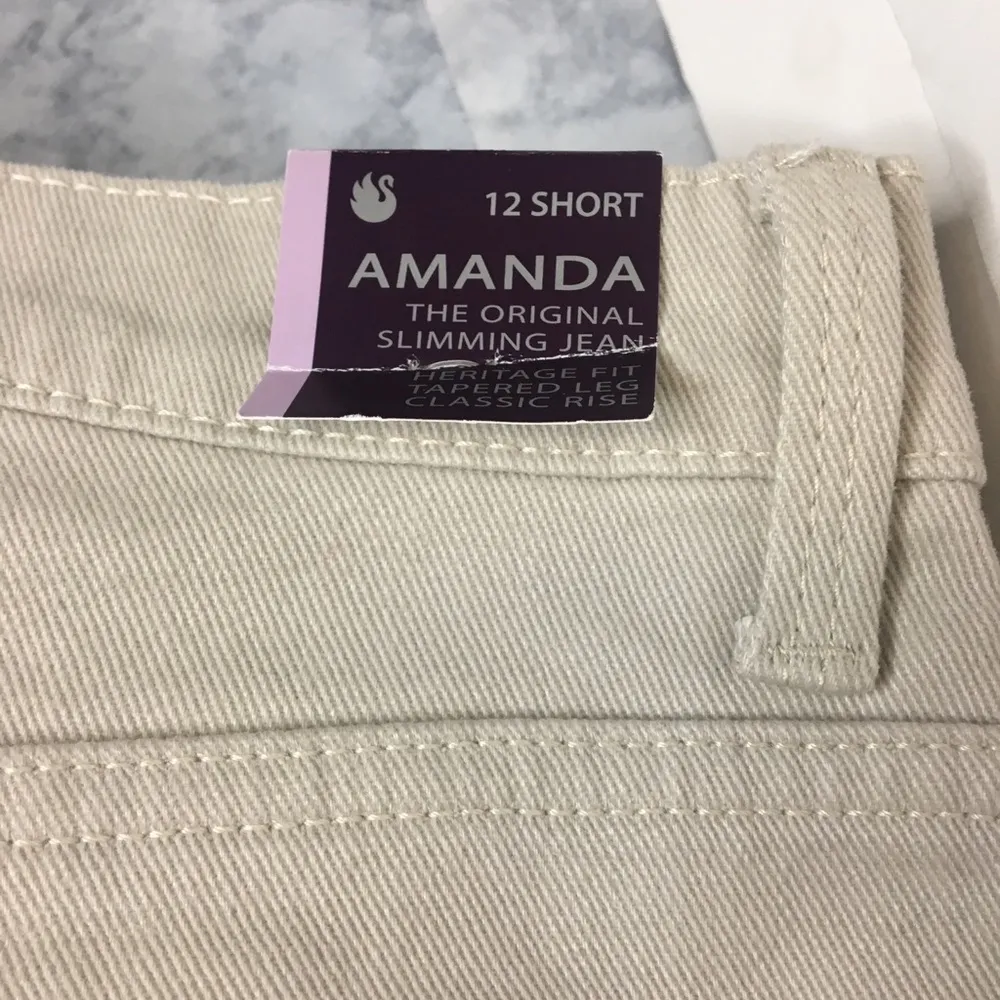 12 SHORT
AMANDA
THE ORIGINAL
SLIMMING JEAN
HERITAGE FIT
TAPERED LEG
CLASSIC RISE